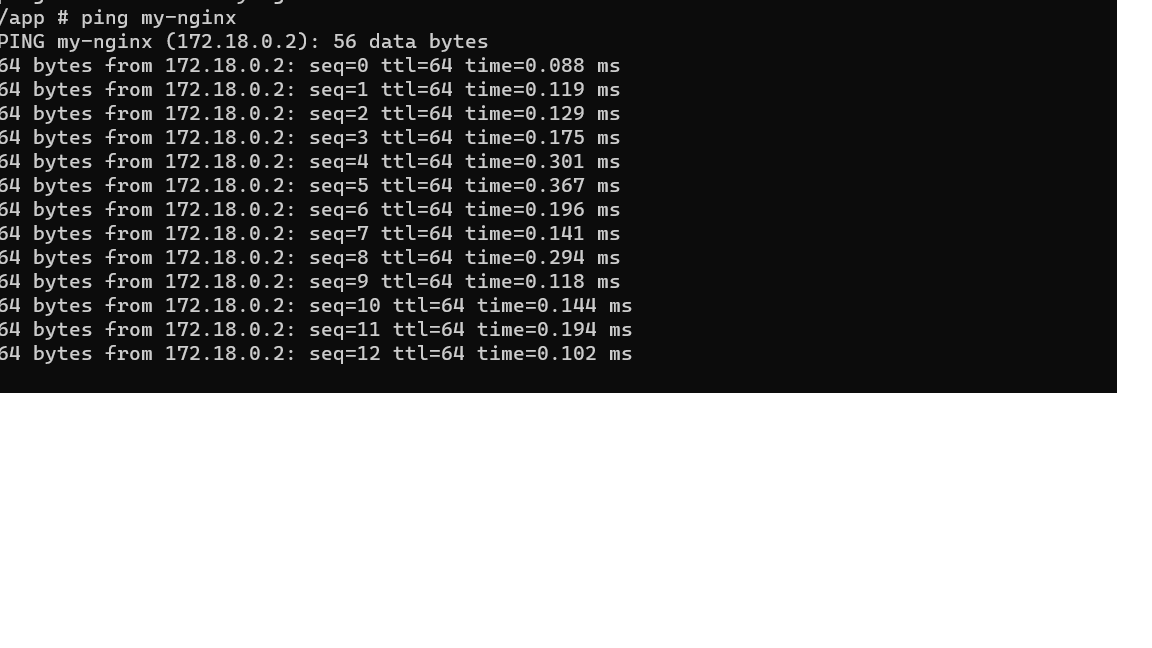 /app # ping my-nginx
PING my-nginx (172.18.0.2): 56 data bytes
64 bytes from 172.18.0.2: seq=0 ttl=64 time=0.088 ms
64 bytes from 172.18.0.2: seq=1 ttl=64 time=0.119 ms
64 bytes from 172.18.0.2: seq=2 ttl=64 time=0.129 ms
64 bytes from 172.18.0.2: seq=3 ttl=64 time=0.175 ms
64 bytes from 172.18.0.2: seq=4 ttl=64 time=0.301 ms
64 bytes from 172.18.0.2: seq=5 ttl=64 time=0.367 ms
64 bytes from 172.18.0.2: seq=6 ttl=64 time=0.196 ms
64 bytes from 172.18.0.2: seq=7 ttl=64 time=0.141 ms
64 bytes from 172.18.0.2: seq=8 ttl=64 time=0.294 ms
64 bytes from 172.18.0.2: seq=9 ttl=64 time=0.118 ms
64 bytes from 172.18.0.2: seq=10 ttl=64 time=0.144 ms
64 bytes from 172.18.0.2: seq=11 ttl=64 time=0.194 ms
64 bytes from 172.18.0.2: seq=12 ttl=64 time=0.102 ms